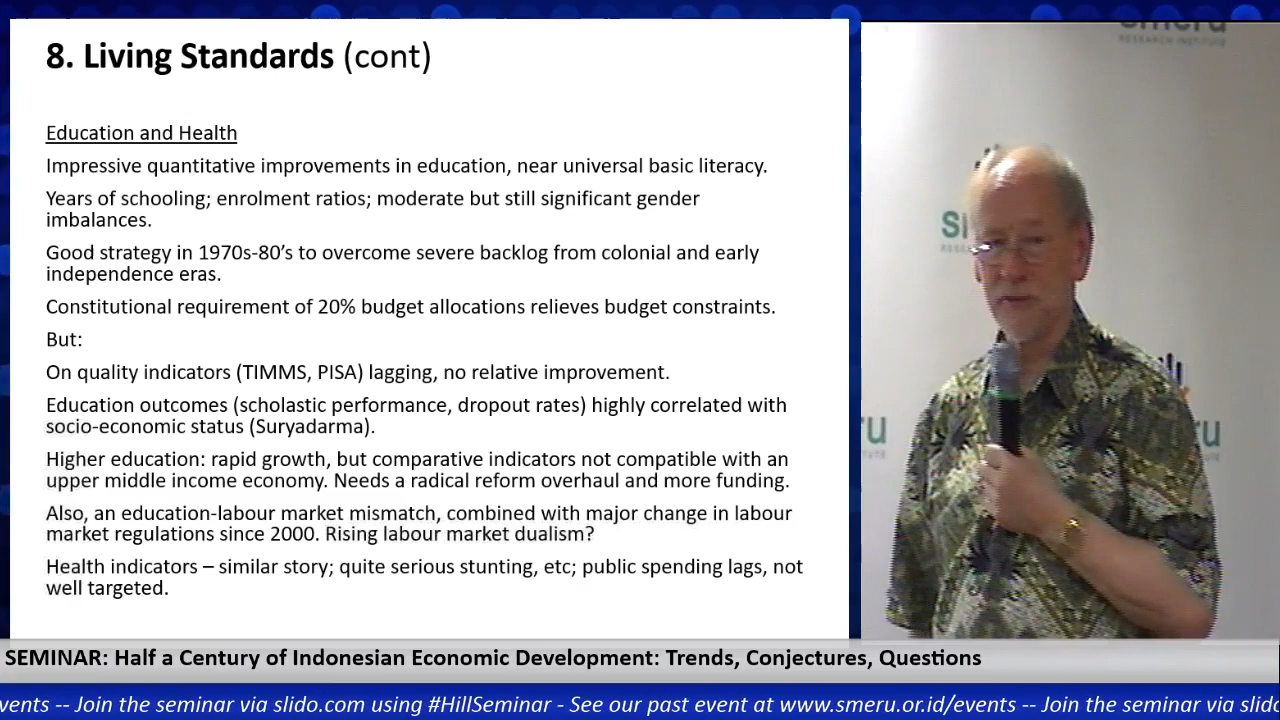 8. Living Standards (cont)
Education and Health
Impressive quantitative improvements in education, near universal basic literacy.
Years of schooling; enrolment ratios; moderate but still significant gender
imbalances.
Good strategy in 1970s-80’s to overcome severe backlog from colonial and early
independence eras.
Constitutional requirement of 20% budget allocations relieves budget constraints.
But:
On quality indicators (TIMMS, PISA) lagging, no relative improvement.
Education outcomes (scholastic performance, dropout rates) highly correlated with
socio-economic status (Suryadarma).
Higher education: rapid growth, but comparative indicators not compatible with an
upper middle income economy. Needs a radical reform overhaul and more funding.
Also, an education-labour market mismatch, combined with major change in labour
market regulations since 2000. Rising labour market dualism?
Health indicators – similar story; quite serious stunting, etc; public spending lags, not
well targeted.
smeru
RESEARCH INSTITUTE
SEMINAR: Half a Century of Indonesian Economic Development: Trends, Conjectures, Questions
vents -- Join the seminar via slido.com using #HillSeminar - See our past event at www.smeru.or.id/events -- Join the seminar via slido